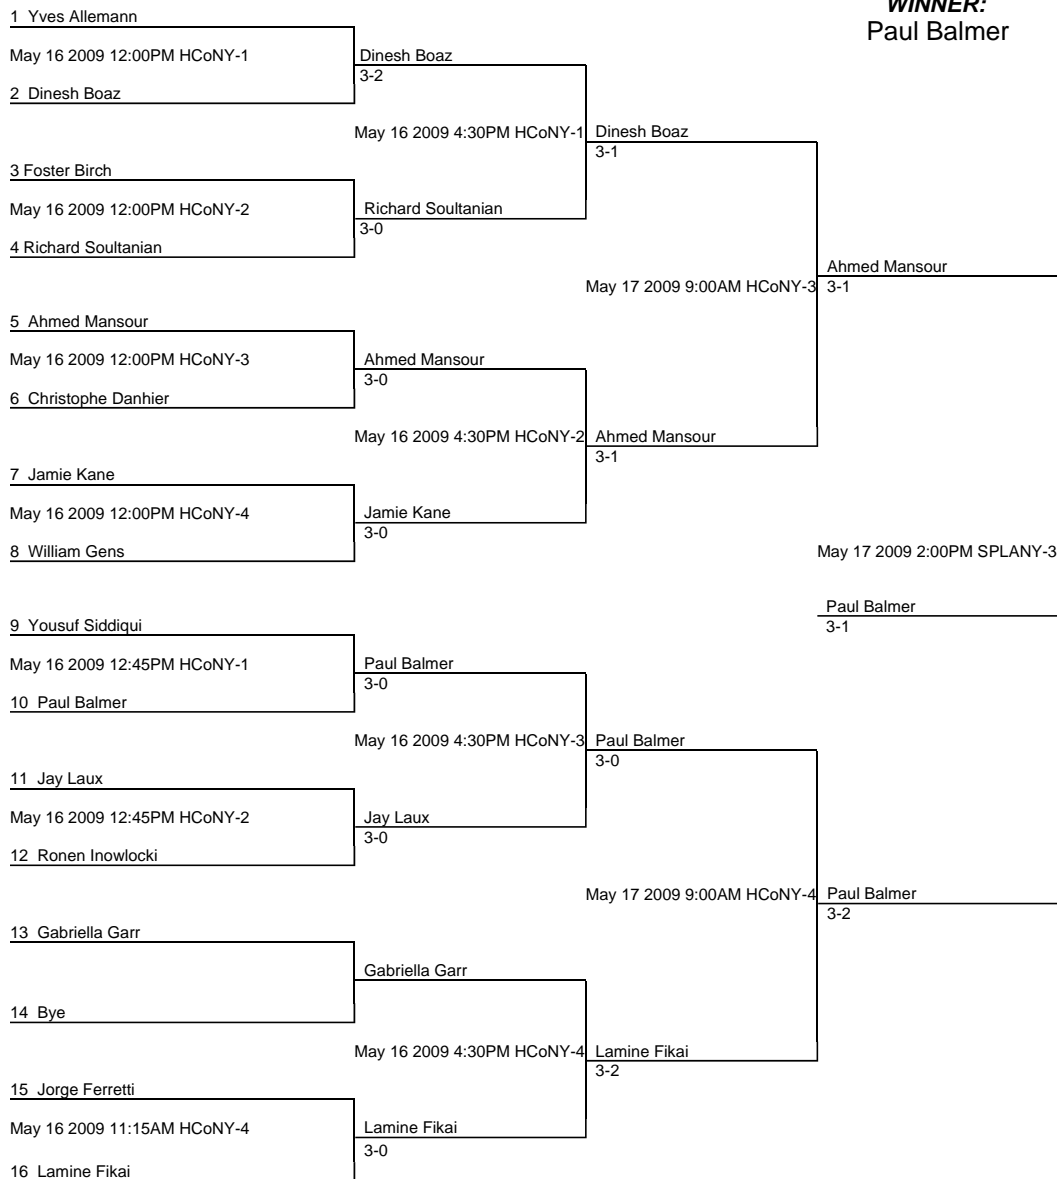 WINNER:
Paul Balmer
1 Yves Allemann
May 16 2009 12:00PM HCoNY-1
Dinesh Boaz
3-2
2 Dinesh Boaz
May 16 2009 4:30PM HCoNY-1
Dinesh Boaz
3-1
3 Foster Birch
May 16 2009 12:00PM HCoNY-2
Richard Soultanian
3-0
4 Richard Soultanian
May 17 2009 9:00AM HCoNY-3
Ahmed Mansour
3-1
5 Ahmed Mansour
May 16 2009 12:00PM HCoNY-3
Ahmed Mansour
3-0
6 Christophe Danhier
May 16 2009 4:30PM HCoNY-2
Ahmed Mansour
3-1
7 Jamie Kane
May 16 2009 12:00PM HCoNY-4
Jamie Kane
3-0
8 William Gens
May 17 2009 2:00PM SPLANY-3
Paul Balmer
3-1
9 Yousuf Siddiqui
May 16 2009 12:45PM HCoNY-1
Paul Balmer
3-0
10 Paul Balmer
May 16 2009 4:30PM HCoNY-3
Paul Balmer
3-0
11 Jay Laux
May 16 2009 12:45PM HCoNY-2
Jay Laux
3-0
12 Ronen Inowlocki
May 17 2009 9:00AM HCoNY-4
Paul Balmer
3-2
13 Gabriella Garr
Gabriella Garr
14 Bye
May 16 2009 4:30PM HCoNY-4
Lamine Fikai
3-2
15 Jorge Ferretti
May 16 2009 11:15AM HCoNY-4
Lamine Fikai
3-0
16 Lamine Fikai